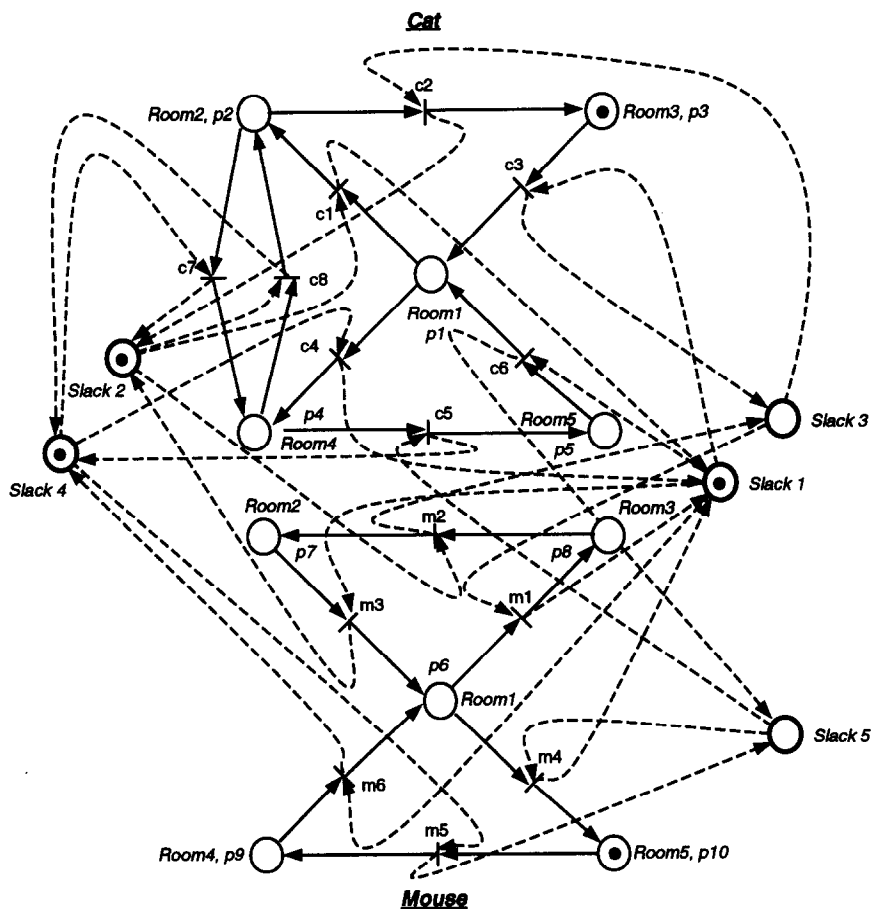 Cat
c2
Room2, p2
Room3, p3
c3
c1
c7
c8
Room1
p1
c4
c6
Slack 2
p4
c5
Room5
Room4
p5
Slack 3
Slack 4
Slack 1
Room2
Room3
m2
p7
p8
m3
m1
p6
Room1
Slack 5
m4
m6
m5
Room4, p9
Room5, p10
Mouse